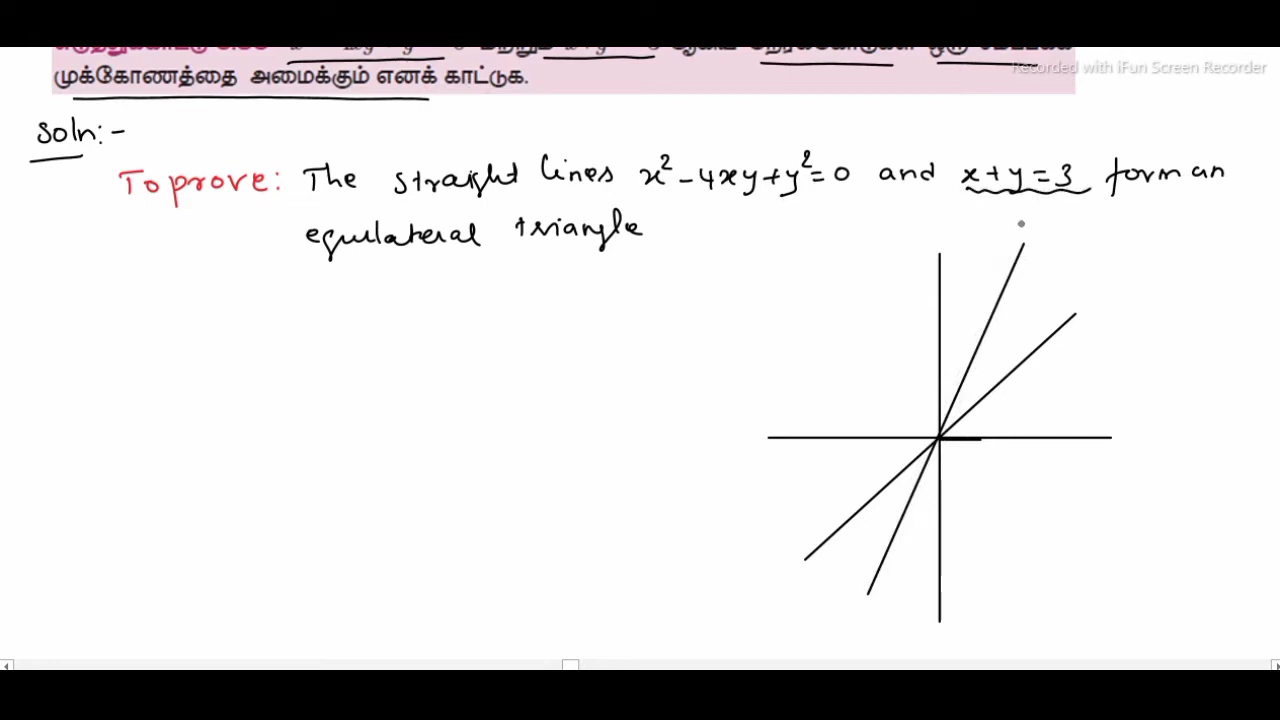 முக்கோணத்தை அமைக்கும் எனக் காட்டுக.
Recorded with iFun Screen Recorder
Soln:-
To prove: The straight lines x²-4xy+y²=0 and x+y=3 form an
equilateral triangle